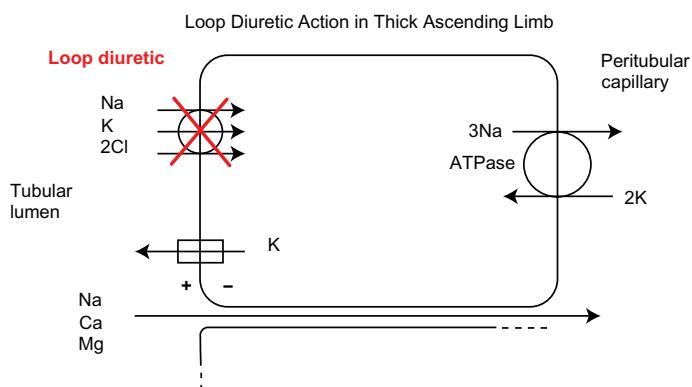 Loop Diuretic Action in Thick Ascending Limb
Loop diuretic
Peritubular
capillary
Na
K
2Cl
3Na
ATPase
2K
Tubular
lumen
K
+ –
Na
Ca
Mg